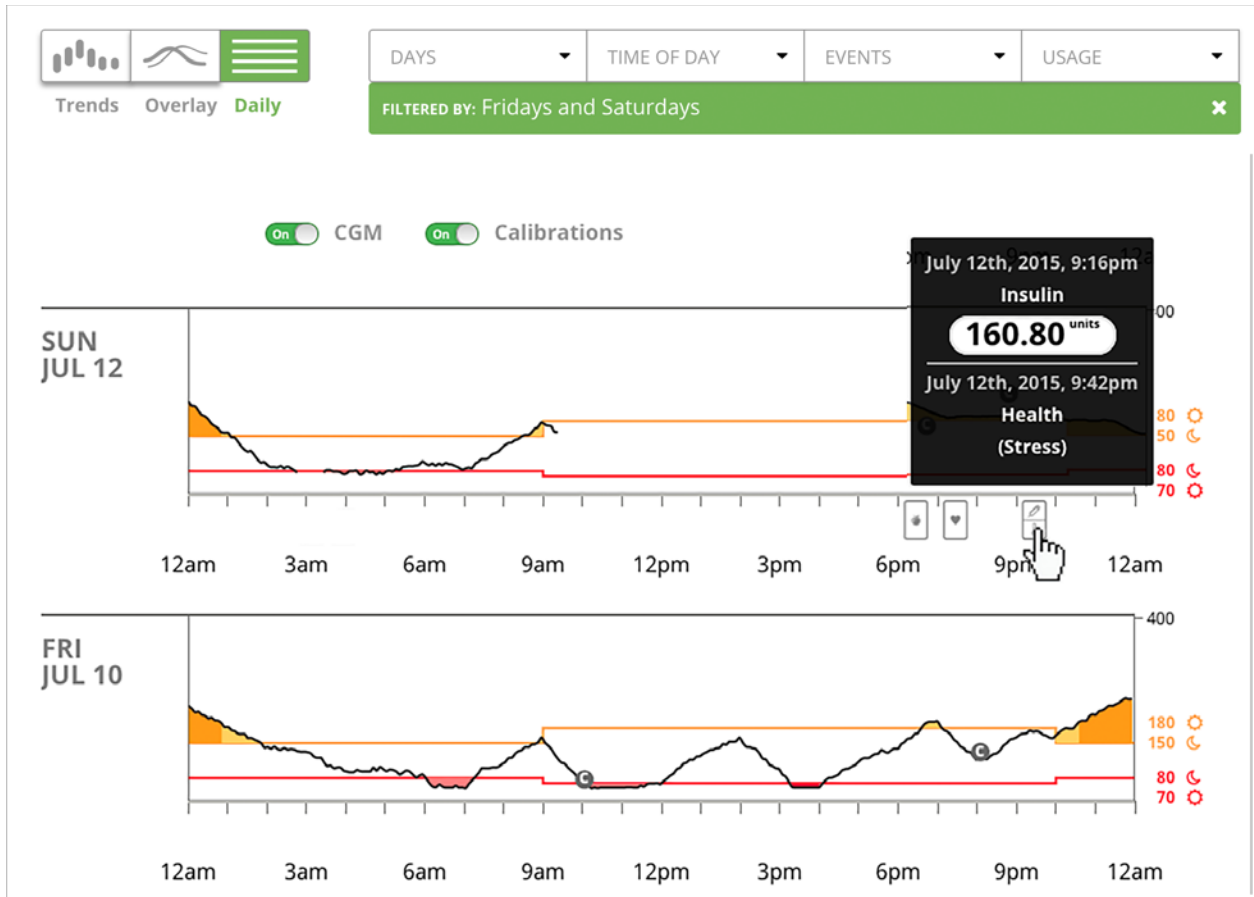 DAYS TIME OF DAY EVENTS USAGE
Trends Overlay Daily
FILTERED BY: Fridays and Saturdays
On CGM On Calibrations
July 12th, 2015, 9:16pm
Insulin
160.80 units
July 12th, 2015, 9:42pm
Health
(Stress)
SUN
JUL 12
00
80
50
80
70
12am 3am 6am 9am 12pm 3pm 6pm 9pm 12am
FRI
JUL 10
400
180
150
80
70
C C
12am 3am 6am 9am 12pm 3pm 6pm 9pm 12am